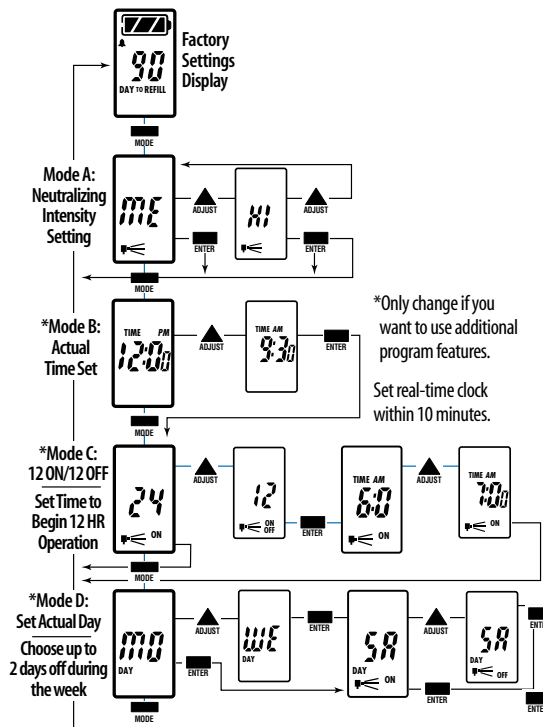 90
DAY TO REFILL
Factory
Settings
Display
MODE
Mode A:
Neutralizing
Intensity
Setting
ME
ADJUST
HI
ADJUST
ENTER
ENTER
MODE
*Mode B:
Actual
Time Set
TIME PM
12:00
ADJUST
TIME AM
9:30
ENTER
*Only change if you
want to use additional
program features.
Set real-time clock
within 10 minutes.
MODE
*Mode C:
12 ON/12 OFF
Set Time to
Begin 12 HR
Operation
24
ON
ADJUST
12
ON
OFF
ENTER
TIME AM
6:0
ON
ADJUST
TIME AM
7:00
ON
MODE
*Mode D:
Set Actual Day
Choose up to
2 days off during
the week
MO
DAY
ADJUST
WE
DAY
ENTER
ENTER
SA
DAY
ON
ADJUST
ENTER
SA
DAY
OFF
MODE